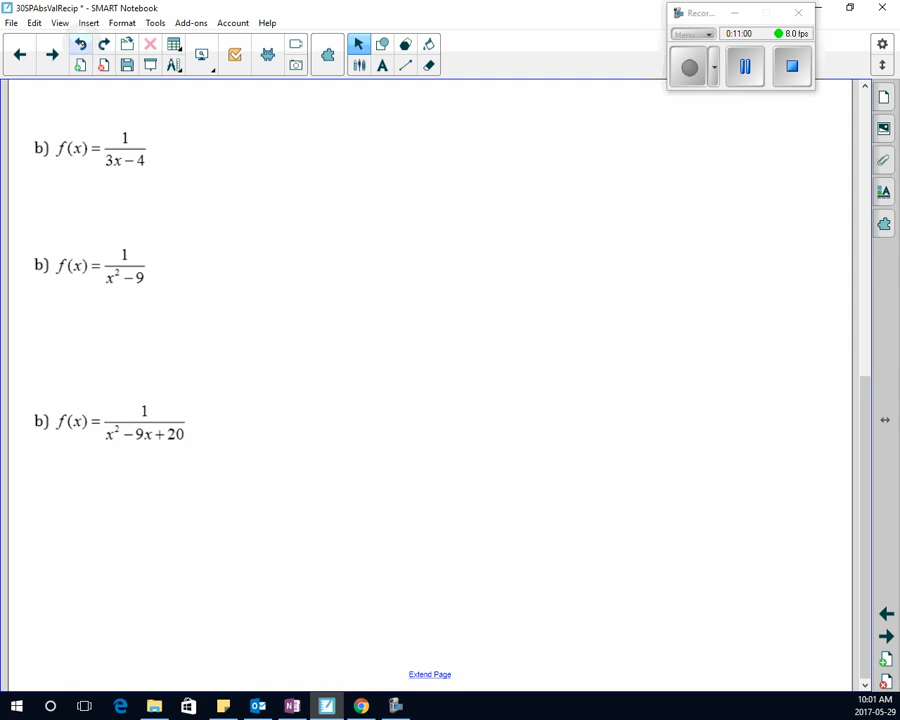 30SPAbsValRecip * - SMART Notebook
File Edit View Insert Format Tools Add-ons Account Help
Recor...
Menu 0:11:00 8.0 fps
b) f(x) = 1 / (3x − 4)
b) f(x) = 1 / (x² − 9)
b) f(x) = 1 / (x² − 9x + 20)
Extend Page
10:01 AM
2017-05-29